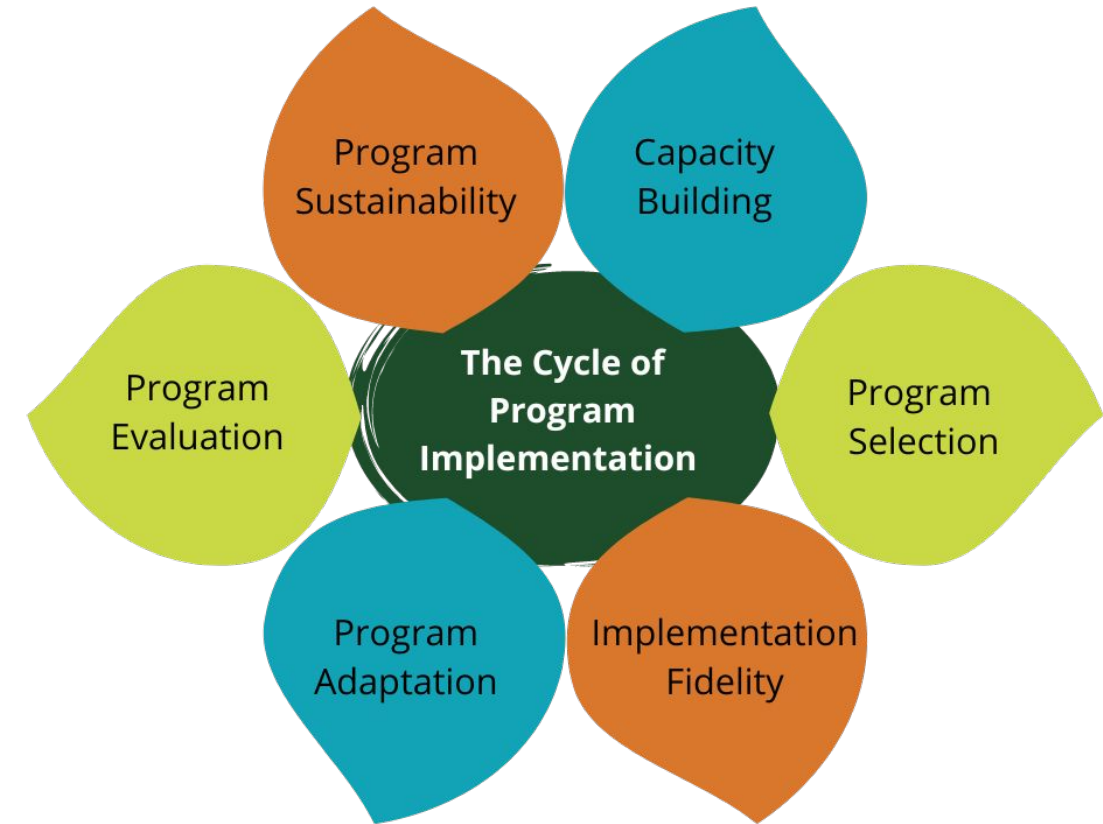 Program
Sustainability
Capacity
Building
Program
Evaluation
The Cycle of
Program
Implementation
Program
Selection
Program
Adaptation
Implementation
Fidelity